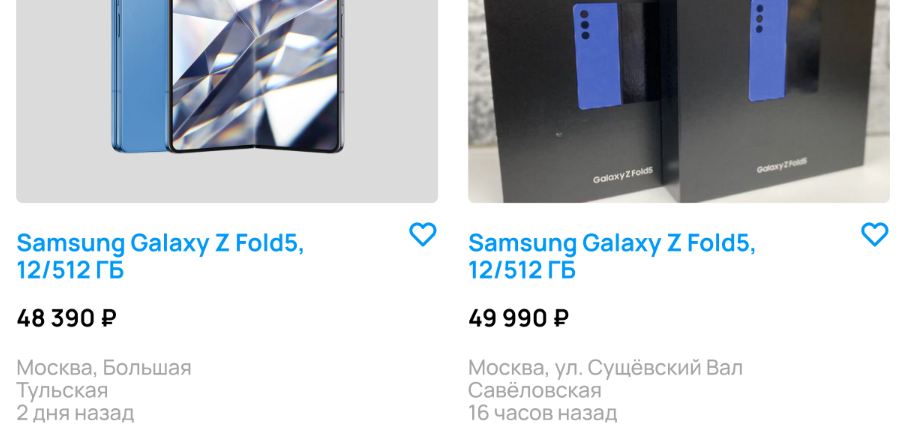 Galaxy Z Fold5
Galaxy Z Fold5
Samsung Galaxy Z Fold5,
12/512 ГБ
48 390 ₽
Москва, Большая
Тульская
2 дня назад
Samsung Galaxy Z Fold5,
12/512 ГБ
49 990 ₽
Москва, ул. Сущёвский Вал
Савёловская
16 часов назад